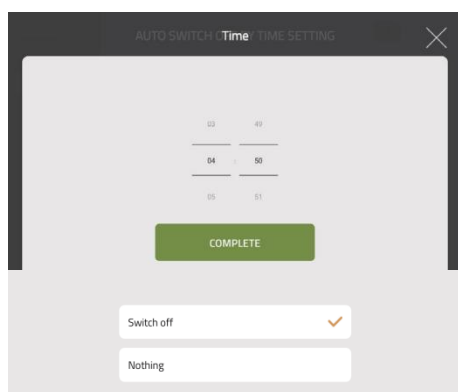 AUTO SWITCH O Y TIME SETTING
Time
03 49
04 : 50
05 51
COMPLETE
Switch off
Nothing